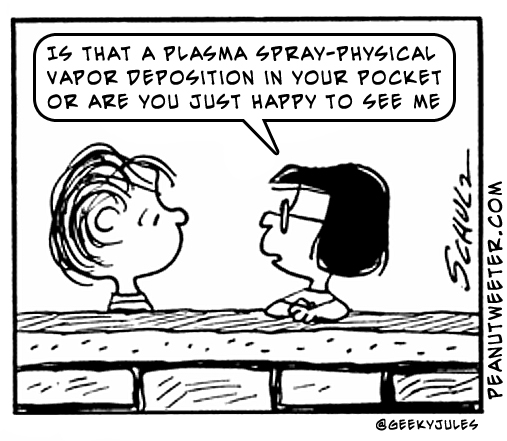 IS THAT A PLASMA SPRAY-PHYSICAL
VAPOR DEPOSITION IN YOUR POCKET
OR ARE YOU JUST HAPPY TO SEE ME
SCHULZ
PEANUTWEETER.COM
@GEEKYJULES